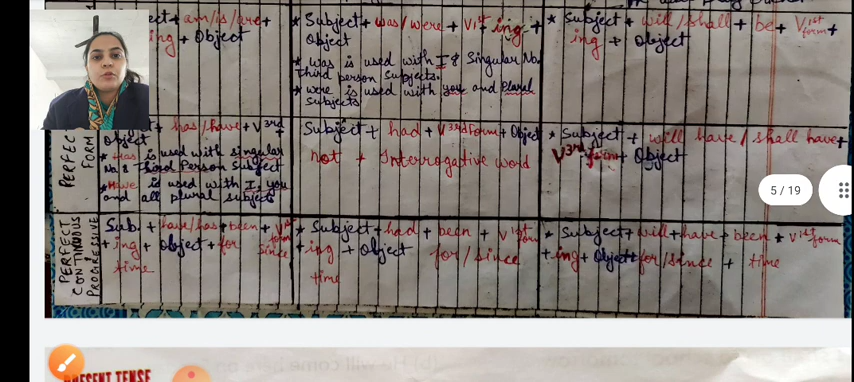 am/is/are+
ing + Object
* Subject + was/were + V1st ing +
Object
* was is used with I & Singular No.
Third person Subjects.
* were is used with you and Plural
Subjects
* Subject + will/shall + be + V1st form +
ing + Object
PERFECT
FORM
+ has/have + V3rd +
Object
* Has is used with singular
No. & Third Person Subject
* Have is used with I, you
and all plural subjects
Subject + had + V3rd form + Object
not + Interrogative word
* Subject + will have / shall have +
V3rd form + Object
PERFECT
CONTINUOUS
PROGRESSIVE
Sub. + have/has + been + V1st form
+ ing + object + for since
time
* Subject + had + been + V1st form
+ ing + Object for/since
time
* Subject + will + have + been + V1st form
+ ing + Object + for/since + time
5 / 19
PRESENT TENSE